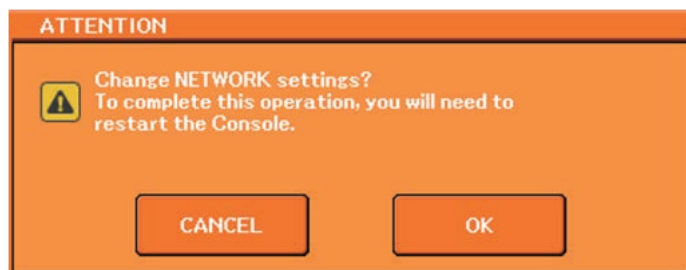 ATTENTION
Change NETWORK settings?
To complete this operation, you will need to
restart the Console.
CANCEL
OK